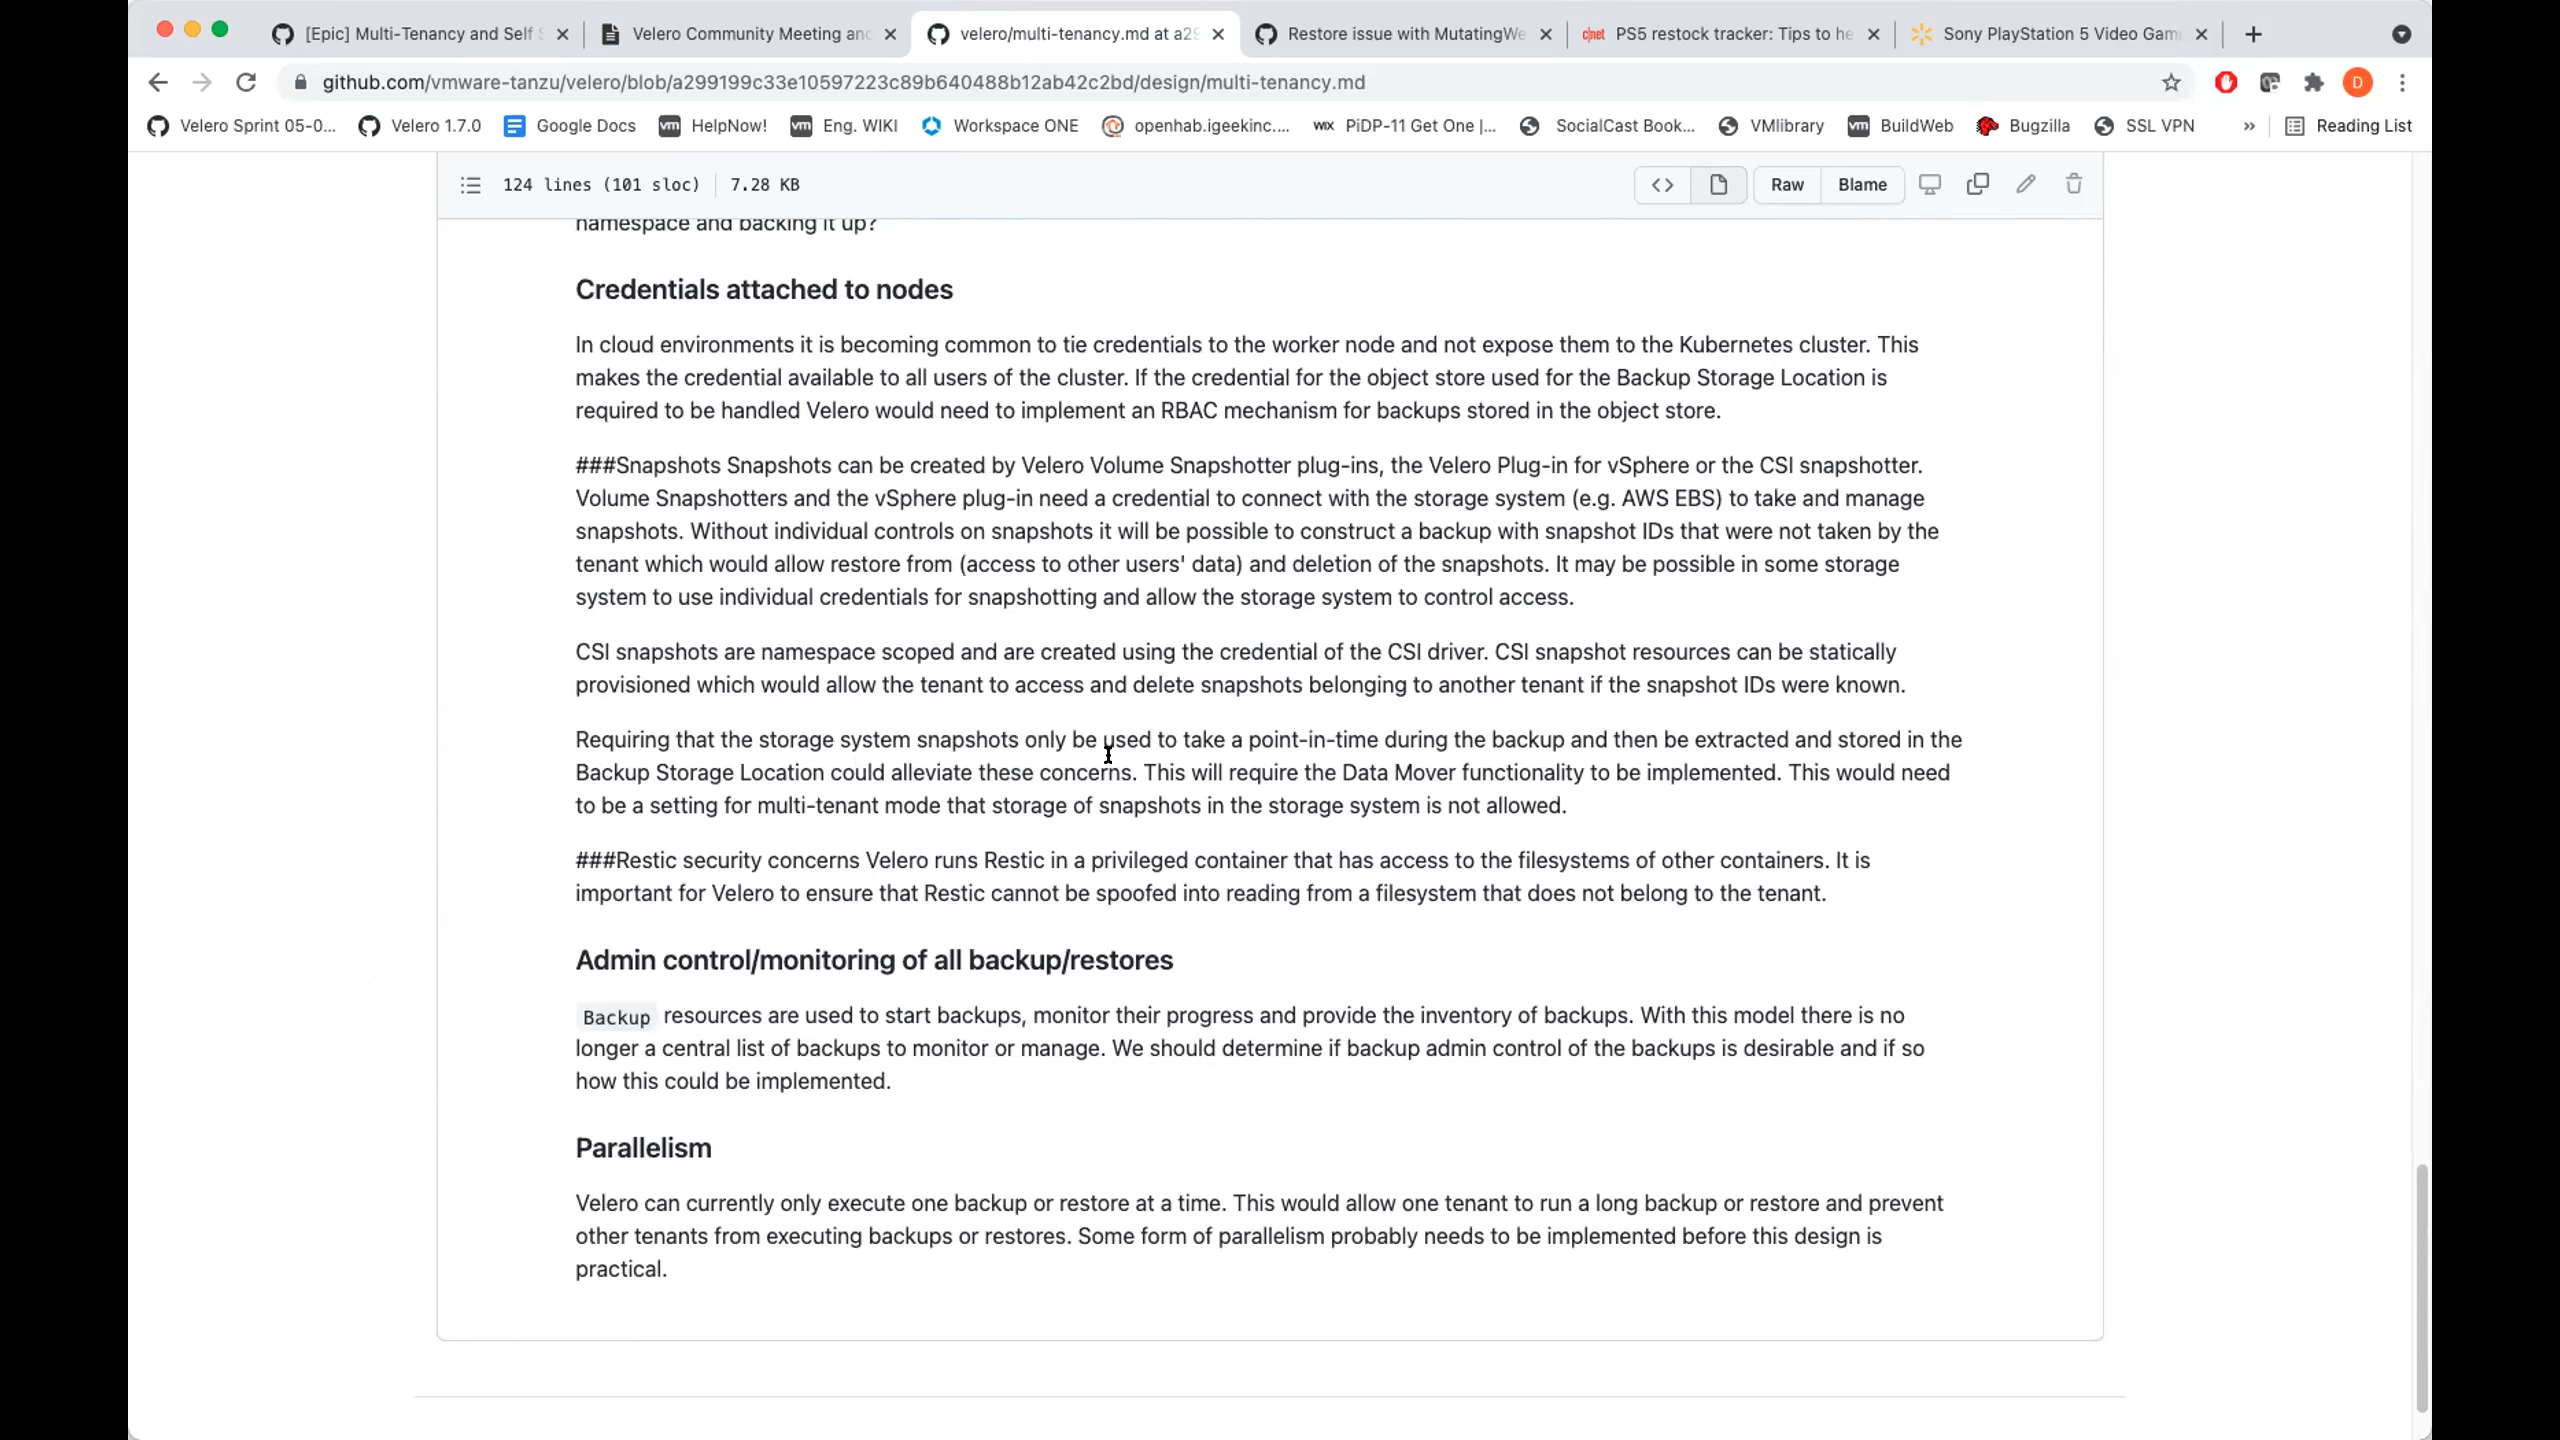 [Epic] Multi-Tenancy and Self S
Velero Community Meeting and
velero/multi-tenancy.md at a29
Restore issue with MutatingWe
c|net PS5 restock tracker: Tips to he
Sony PlayStation 5 Video Gam
github.com/vmware-tanzu/velero/blob/a299199c33e10597223c89b640488b12ab42c2bd/design/multi-tenancy.md
D
Velero Sprint 05-0...
Velero 1.7.0
Google Docs
vm HelpNow!
vm Eng. WIKI
Workspace ONE
openhab.igeekinc....
WIX PiDP-11 Get One |...
SocialCast Book...
VMlibrary
vm BuildWeb
Bugzilla
SSL VPN
»
Reading List
124 lines (101 sloc)
7.28 KB
<>
Raw
Blame
namespace and backing it up?
Credentials attached to nodes
In cloud environments it is becoming common to tie credentials to the worker node and not expose them to the Kubernetes cluster. This
makes the credential available to all users of the cluster. If the credential for the object store used for the Backup Storage Location is
required to be handled Velero would need to implement an RBAC mechanism for backups stored in the object store.
###Snapshots Snapshots can be created by Velero Volume Snapshotter plug-ins, the Velero Plug-in for vSphere or the CSI snapshotter.
Volume Snapshotters and the vSphere plug-in need a credential to connect with the storage system (e.g. AWS EBS) to take and manage
snapshots. Without individual controls on snapshots it will be possible to construct a backup with snapshot IDs that were not taken by the
tenant which would allow restore from (access to other users' data) and deletion of the snapshots. It may be possible in some storage
system to use individual credentials for snapshotting and allow the storage system to control access.
CSI snapshots are namespace scoped and are created using the credential of the CSI driver. CSI snapshot resources can be statically
provisioned which would allow the tenant to access and delete snapshots belonging to another tenant if the snapshot IDs were known.
Requiring that the storage system snapshots only be used to take a point-in-time during the backup and then be extracted and stored in the
Backup Storage Location could alleviate these concerns. This will require the Data Mover functionality to be implemented. This would need
to be a setting for multi-tenant mode that storage of snapshots in the storage system is not allowed.
###Restic security concerns Velero runs Restic in a privileged container that has access to the filesystems of other containers. It is
important for Velero to ensure that Restic cannot be spoofed into reading from a filesystem that does not belong to the tenant.
Admin control/monitoring of all backup/restores
Backup resources are used to start backups, monitor their progress and provide the inventory of backups. With this model there is no
longer a central list of backups to monitor or manage. We should determine if backup admin control of the backups is desirable and if so
how this could be implemented.
Parallelism
Velero can currently only execute one backup or restore at a time. This would allow one tenant to run a long backup or restore and prevent
other tenants from executing backups or restores. Some form of parallelism probably needs to be implemented before this design is
practical.